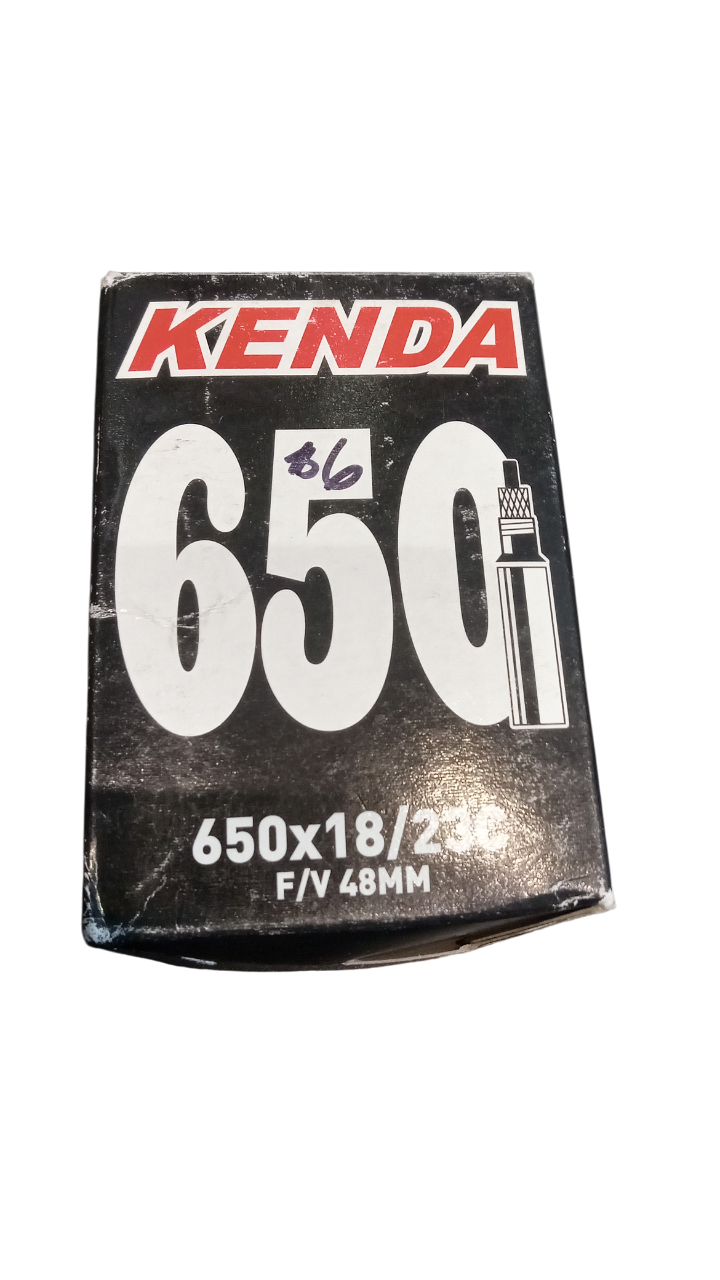 KENDA
$6
650
650x18/23C
F/V 48MM